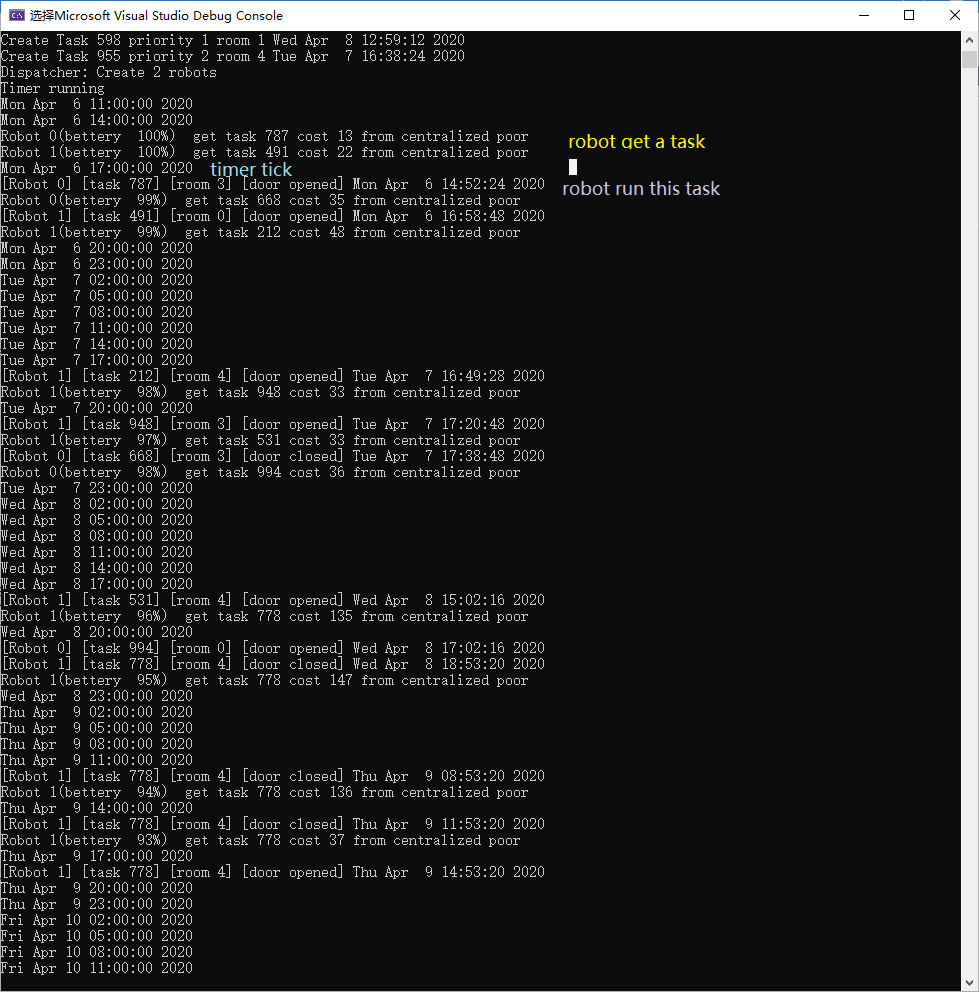 选择Microsoft Visual Studio Debug Console
Create Task 598 priority 1 room 1 Wed Apr  8 12:59:12 2020
Create Task 955 priority 2 room 4 Tue Apr  7 16:38:24 2020
Dispatcher: Create 2 robots
Timer running
Mon Apr  6 11:00:00 2020
Mon Apr  6 14:00:00 2020
Robot 0(bettery  100%)  get task 787 cost 13 from centralized poor
robot get a task
Robot 1(bettery  100%)  get task 491 cost 22 from centralized poor
Mon Apr  6 17:00:00 2020
timer tick
[Robot 0] [task 787] [room 3] [door opened] Mon Apr  6 14:52:24 2020
robot run this task
Robot 0(bettery  99%)  get task 668 cost 35 from centralized poor
[Robot 1] [task 491] [room 0] [door opened] Mon Apr  6 16:58:48 2020
Robot 1(bettery  99%)  get task 212 cost 48 from centralized poor
Mon Apr  6 20:00:00 2020
Mon Apr  6 23:00:00 2020
Tue Apr  7 02:00:00 2020
Tue Apr  7 05:00:00 2020
Tue Apr  7 08:00:00 2020
Tue Apr  7 11:00:00 2020
Tue Apr  7 14:00:00 2020
Tue Apr  7 17:00:00 2020
[Robot 1] [task 212] [room 4] [door opened] Tue Apr  7 16:49:28 2020
Robot 1(bettery  98%)  get task 948 cost 33 from centralized poor
Tue Apr  7 20:00:00 2020
[Robot 1] [task 948] [room 3] [door opened] Tue Apr  7 17:20:48 2020
Robot 1(bettery  97%)  get task 531 cost 33 from centralized poor
[Robot 0] [task 668] [room 3] [door closed] Tue Apr  7 17:38:48 2020
Robot 0(bettery  98%)  get task 994 cost 36 from centralized poor
Tue Apr  7 23:00:00 2020
Wed Apr  8 02:00:00 2020
Wed Apr  8 05:00:00 2020
Wed Apr  8 08:00:00 2020
Wed Apr  8 11:00:00 2020
Wed Apr  8 14:00:00 2020
Wed Apr  8 17:00:00 2020
[Robot 1] [task 531] [room 4] [door opened] Wed Apr  8 15:02:16 2020
Robot 1(bettery  96%)  get task 778 cost 135 from centralized poor
Wed Apr  8 20:00:00 2020
[Robot 0] [task 994] [room 0] [door opened] Wed Apr  8 17:02:16 2020
[Robot 1] [task 778] [room 4] [door closed] Wed Apr  8 18:53:20 2020
Robot 1(bettery  95%)  get task 778 cost 147 from centralized poor
Wed Apr  8 23:00:00 2020
Thu Apr  9 02:00:00 2020
Thu Apr  9 05:00:00 2020
Thu Apr  9 08:00:00 2020
Thu Apr  9 11:00:00 2020
[Robot 1] [task 778] [room 4] [door closed] Thu Apr  9 08:53:20 2020
Robot 1(bettery  94%)  get task 778 cost 136 from centralized poor
Thu Apr  9 14:00:00 2020
[Robot 1] [task 778] [room 4] [door closed] Thu Apr  9 11:53:20 2020
Robot 1(bettery  93%)  get task 778 cost 37 from centralized poor
Thu Apr  9 17:00:00 2020
[Robot 1] [task 778] [room 4] [door opened] Thu Apr  9 14:53:20 2020
Thu Apr  9 20:00:00 2020
Thu Apr  9 23:00:00 2020
Fri Apr 10 02:00:00 2020
Fri Apr 10 05:00:00 2020
Fri Apr 10 08:00:00 2020
Fri Apr 10 11:00:00 2020